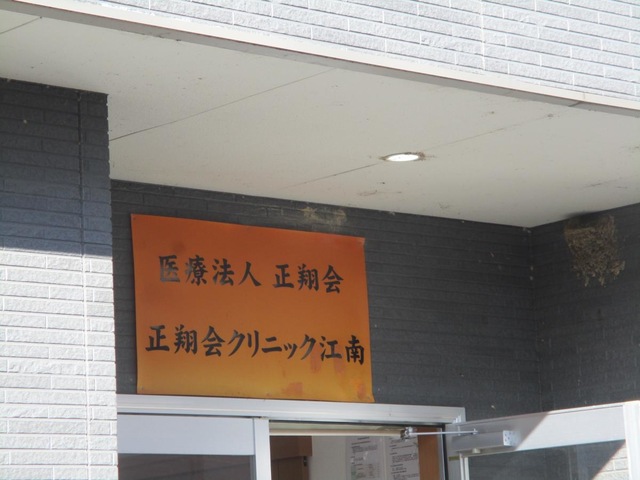 医療法人 正翔会
正翔会クリニック江南